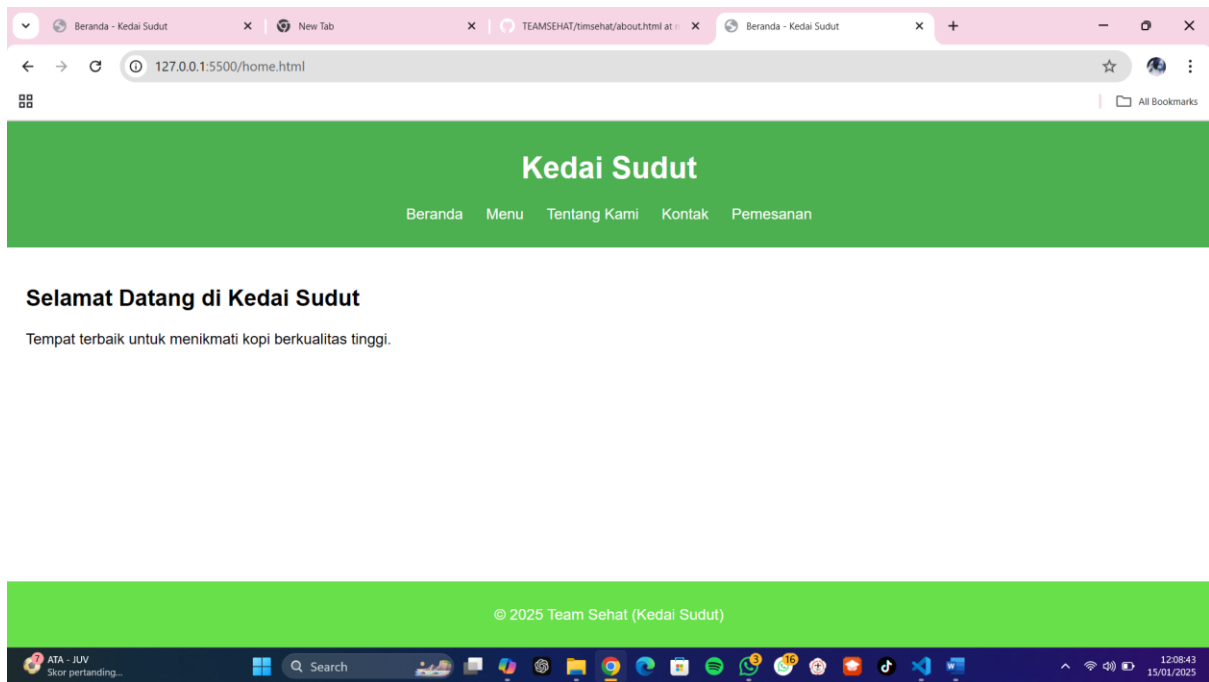 Beranda - Kedai Sudut
New Tab
TEAMSEHAT/timsehat/about.html at
Beranda - Kedai Sudut
127.0.0.1:5500/home.html
All Bookmarks
Kedai Sudut
Beranda Menu Tentang Kami Kontak Pemesanan
Selamat Datang di Kedai Sudut
Tempat terbaik untuk menikmati kopi berkualitas tinggi.
© 2025 Team Sehat (Kedai Sudut)
7
ATA - JUV
Skor pertanding...
Search
3
16
12:08:43
15/01/2025